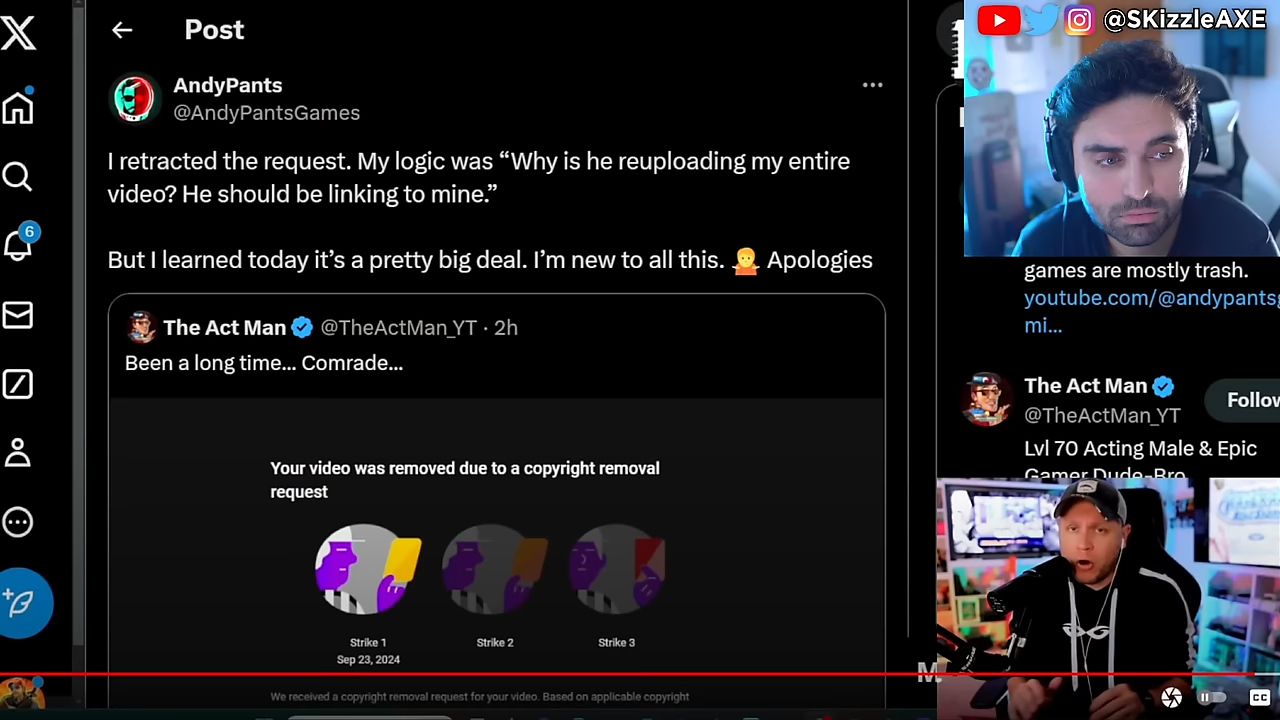 Post
@SKizzleAXE
AndyPants
@AndyPantsGames
I retracted the request. My logic was “Why is he reuploading my entire
video? He should be linking to mine.”
But I learned today it’s a pretty big deal. I’m new to all this. 🤷 Apologies
6
The Act Man @TheActMan_YT · 2h
Been a long time... Comrade...
Your video was removed due to a copyright removal
request
Strike 1
Sep 23, 2024
Strike 2
Strike 3
We received a copyright removal request for your video. Based on applicable copyright
games are mostly trash.
youtube.com/@andypantsg
mi...
The Act Man
@TheActMan_YT
Follow
Lvl 70 Acting Male & Epic
Gamer Dude-Bro
M.
CC